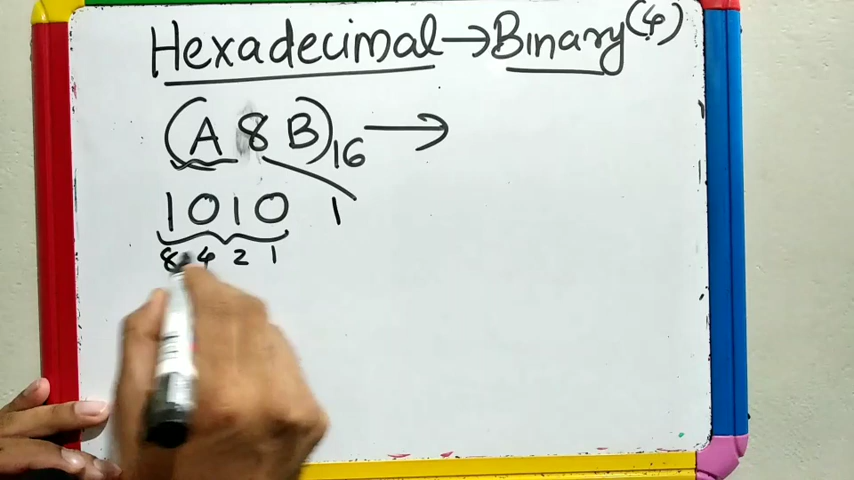 Hexadecimal → Binary (4)
(A 8 B)16 →
1010 1
8 4 2 1